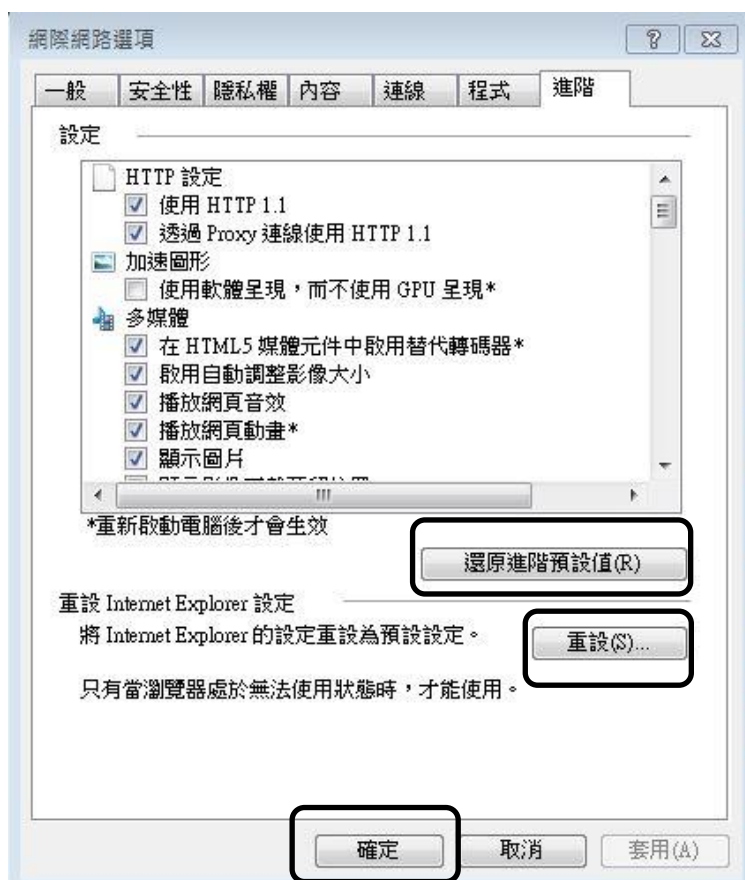 網際網路選項
一般 安全性 隱私權 內容 連線 程式 進階
設定
HTTP 設定
使用 HTTP 1.1
透過 Proxy 連線使用 HTTP 1.1
加速圖形
使用軟體呈現，而不使用 GPU 呈現*
多媒體
在 HTML5 媒體元件中啟用替代轉碼器*
啟用自動調整影像大小
播放網頁音效
播放網頁動畫*
顯示圖片
*重新啟動電腦後才會生效
還原進階預設值(R)
重設 Internet Explorer 設定
將 Internet Explorer 的設定重設為預設設定。
重設(S)...
只有當瀏覽器處於無法使用狀態時，才能使用。
確定 取消 套用(A)